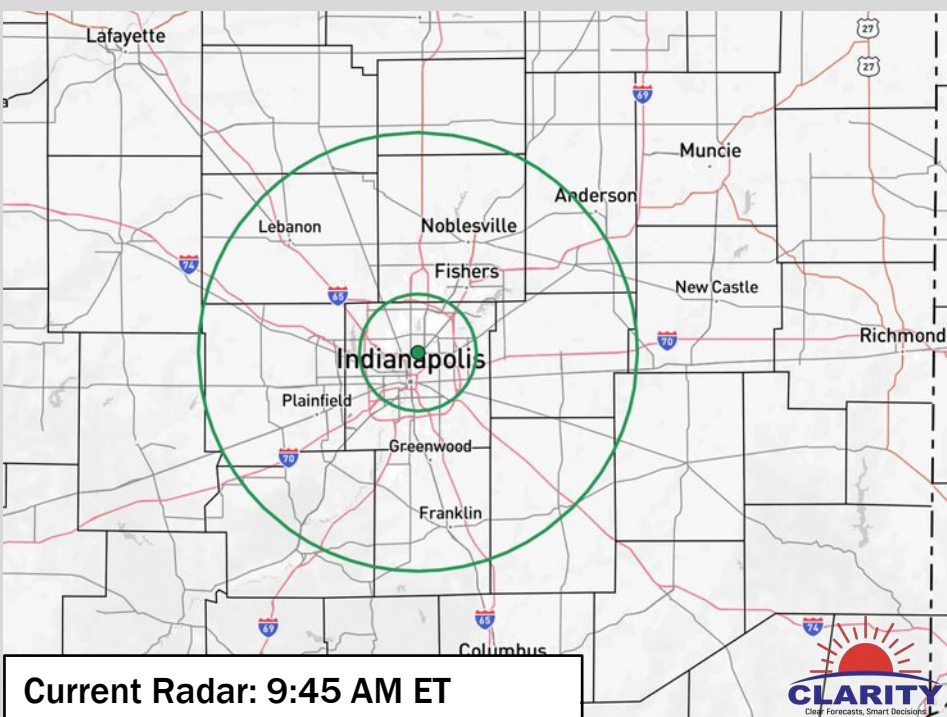 Lafayette
27
27
69
Muncie
Anderson
Lebanon
Noblesville
74
Fishers
65
New Castle
Richmond
70
Indianapolis
Plainfield
Greenwood
70
Franklin
69
65
74
Columbus
Current Radar: 9:45 AM ET
CLARITY
Clear Forecasts, Smart Decisions